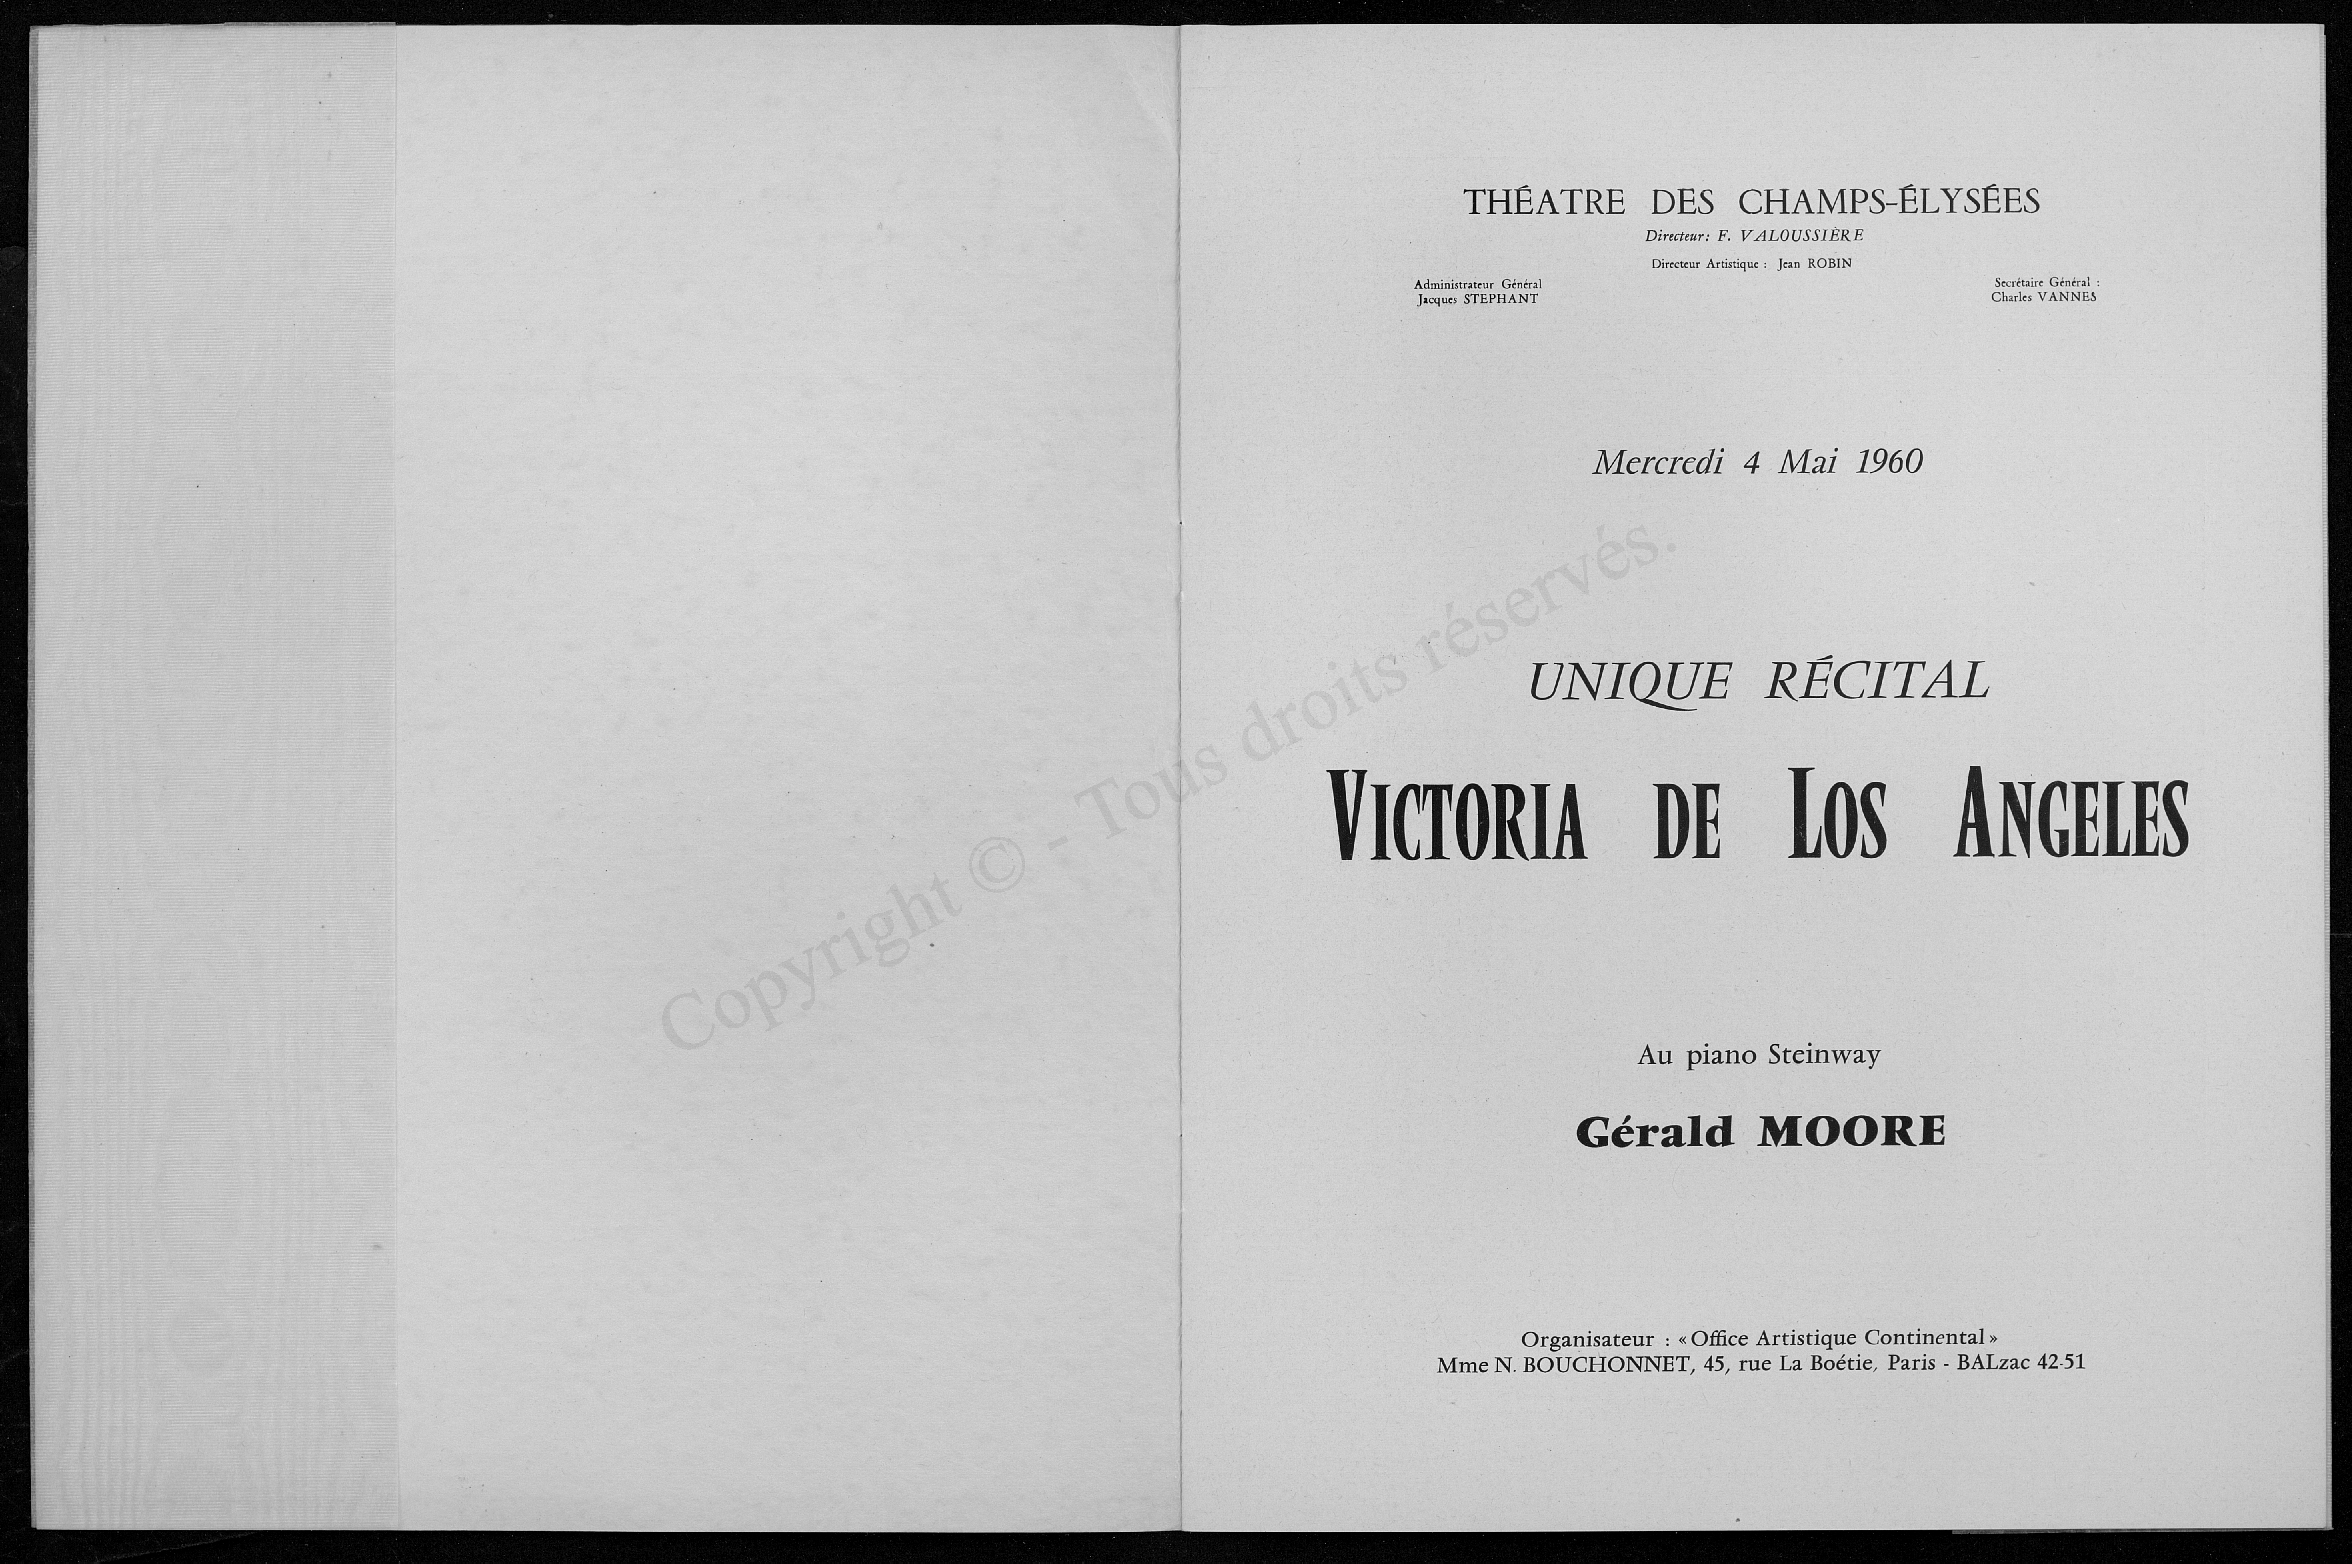 THÉATRE DES CHAMPS-ÉLYSÉES
Directeur: F. VALOUSSIÈRE
Directeur Artistique : Jean ROBIN
Administrateur Général
Jacques STEPHANT
Secrétaire Général :
Charles VANNES
Mercredi 4 Mai 1960
UNIQUE RÉCITAL
VICTORIA DE LOS ANGELES
Au piano Steinway
Gérald MOORE
Organisateur : «Office Artistique Continental»
Mme N. BOUCHONNET, 45, rue La Boétie, Paris - BALzac 42-51
Copyright © - Tous droits réservés.